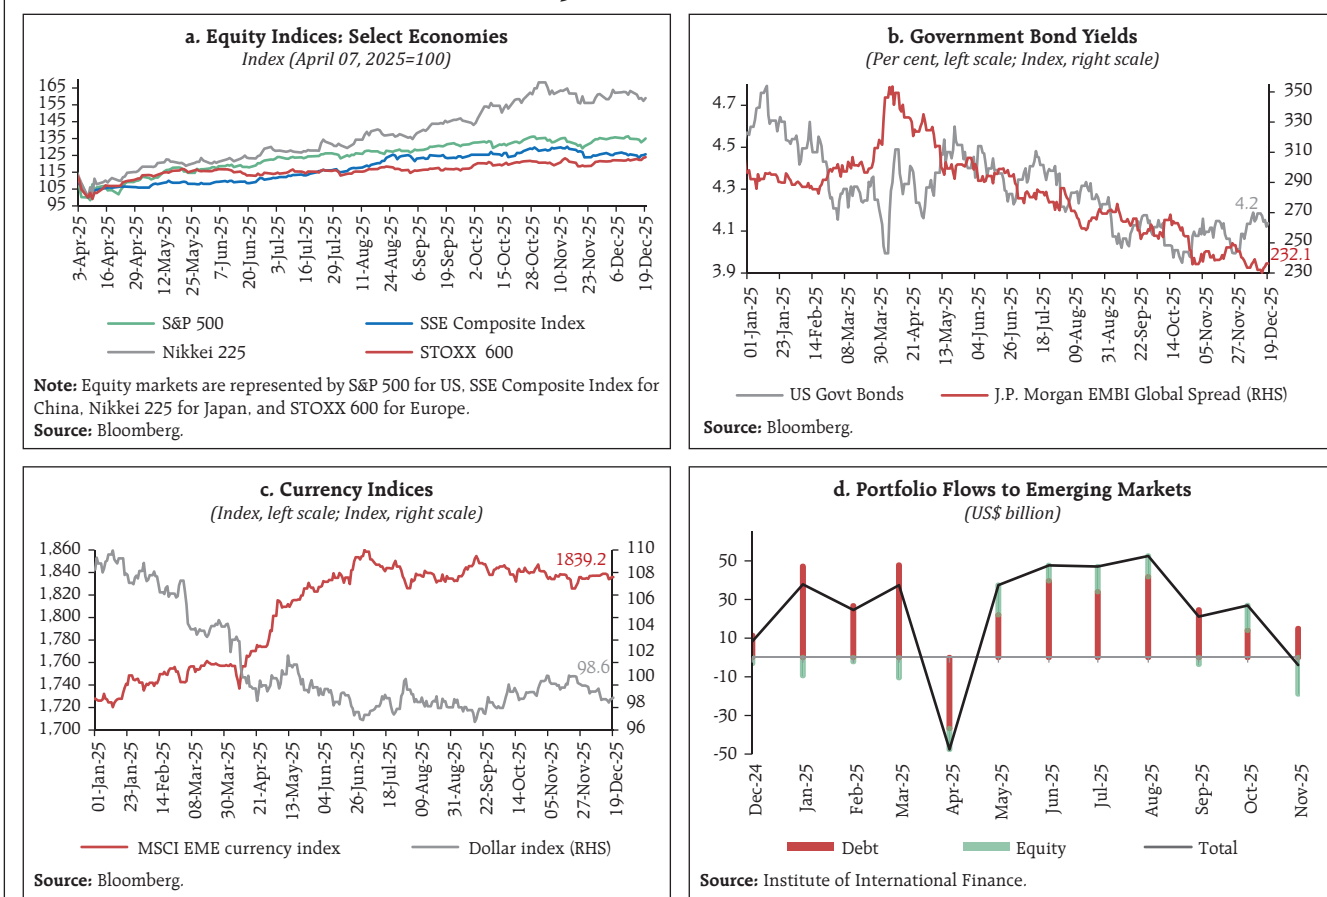 a. Equity Indices: Select Economies
Index (April 07, 2025=100)
165
155
145
135
125
115
105
95
3-Apr-25
16-Apr-25
29-Apr-25
12-May-25
25-May-25
7-Jun-25
20-Jun-25
3-Jul-25
16-Jul-25
29-Jul-25
11-Aug-25
24-Aug-25
6-Sep-25
19-Sep-25
2-Oct-25
15-Oct-25
28-Oct-25
10-Nov-25
23-Nov-25
6-Dec-25
19-Dec-25
S&P 500
SSE Composite Index
Nikkei 225
STOXX 600
Note: Equity markets are represented by S&P 500 for US, SSE Composite Index for
China, Nikkei 225 for Japan, and STOXX 600 for Europe.
Source: Bloomberg.
b. Government Bond Yields
(Per cent, left scale; Index, right scale)
4.7
4.5
4.3
4.1
3.9
350
330
310
290
270
250
230
4.2
232.1
01-Jan-25
23-Jan-25
14-Feb-25
08-Mar-25
30-Mar-25
21-Apr-25
13-May-25
04-Jun-25
26-Jun-25
18-Jul-25
09-Aug-25
31-Aug-25
22-Sep-25
14-Oct-25
05-Nov-25
27-Nov-25
19-Dec-25
US Govt Bonds
J.P. Morgan EMBI Global Spread (RHS)
Source: Bloomberg.
c. Currency Indices
(Index, left scale; Index, right scale)
1,860
1,840
1,820
1,800
1,780
1,760
1,740
1,720
1,700
110
108
106
104
102
100
98
96
1839.2
98.6
01-Jan-25
23-Jan-25
14-Feb-25
08-Mar-25
30-Mar-25
21-Apr-25
13-May-25
04-Jun-25
26-Jun-25
18-Jul-25
09-Aug-25
31-Aug-25
22-Sep-25
14-Oct-25
05-Nov-25
27-Nov-25
19-Dec-25
MSCI EME currency index
Dollar index (RHS)
Source: Bloomberg.
d. Portfolio Flows to Emerging Markets
(US$ billion)
50
30
10
-10
-30
-50
Dec-24
Jan-25
Feb-25
Mar-25
Apr-25
May-25
Jun-25
Jul-25
Aug-25
Sep-25
Oct-25
Nov-25
Debt
Equity
Total
Source: Institute of International Finance.